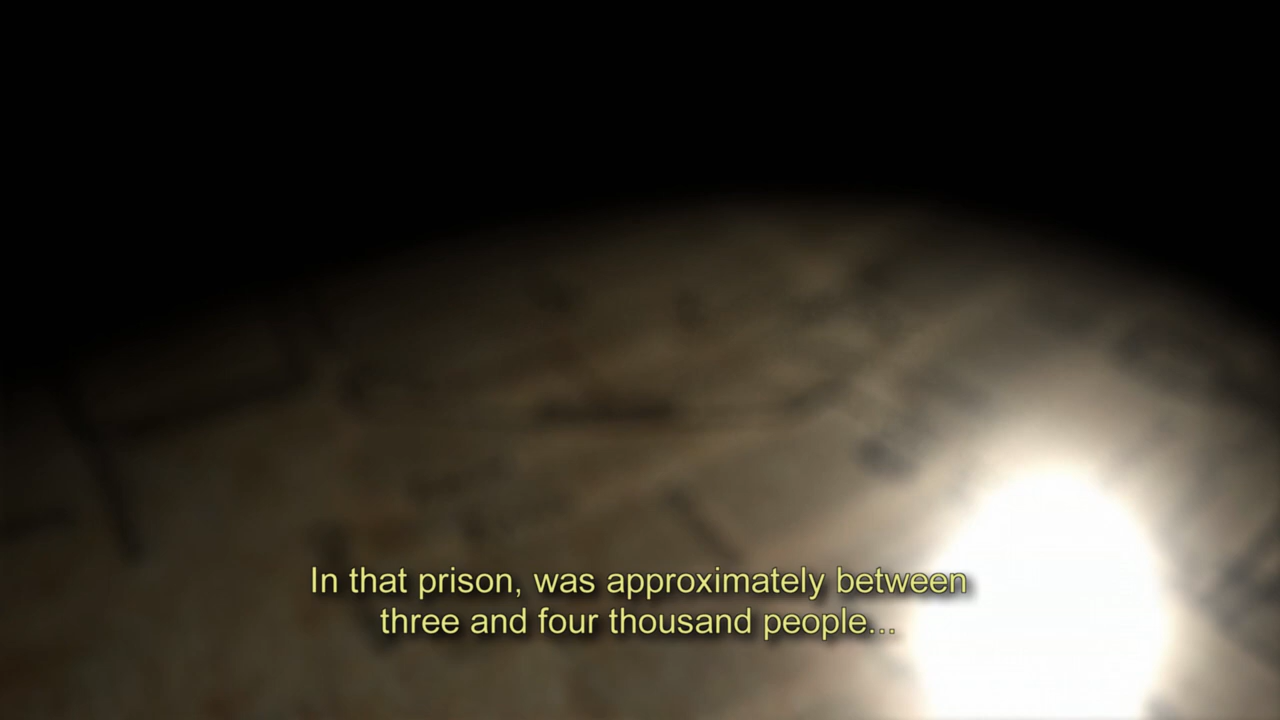 In that prison, was approximately between
three and four thousand people...